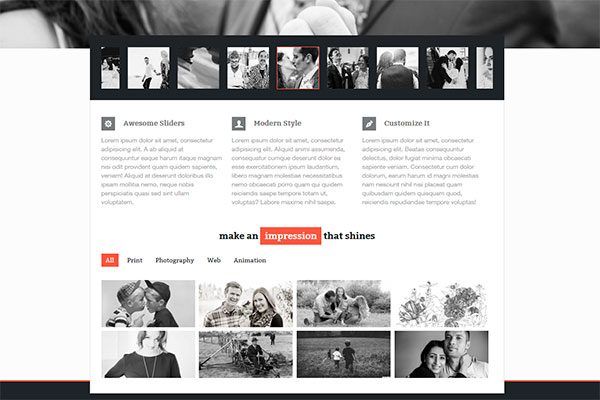 Awesome Sliders
Modern Style
Customize It
Lorem ipsum dolor sit amet, consectetur
adipisicing elit. A ab aliquid at
consequuntur eaque harum itaque magnam
nisi odit provident quam quidem sapiente,
veniam! Aliquid at deserunt doloribus illo
ipsam mollitia nemo, neque nobis
perspiciatis quasi sed sint ullam
voluptatem.
Lorem ipsum dolor sit amet, consectetur
adipisicing elit. Alias animi assumenda,
consequatur cumque deserunt dolor ea
esse exercitationem ipsum laudantium,
libero magnam molestiae necessitatibus
nemo porro quam qui quidem
reiciendis saepe tempore totam ut,
voluptas? Labore maxime nihil saepe.
Lorem ipsum dolor sit amet, consectetur
adipisicing elit. Beatae consequuntur
delectus, dolor fugiat minima cum tempore
sapiente veniam. Consectetur cum dolor
dolorum, earum harum id magni molestias
nam nesciunt nihil nisi placeat quam
quibusdam quidem quisquam quod,
reiciendis repudiandae tempore totam!
make an impression that shines
All Print Photography Web Animation